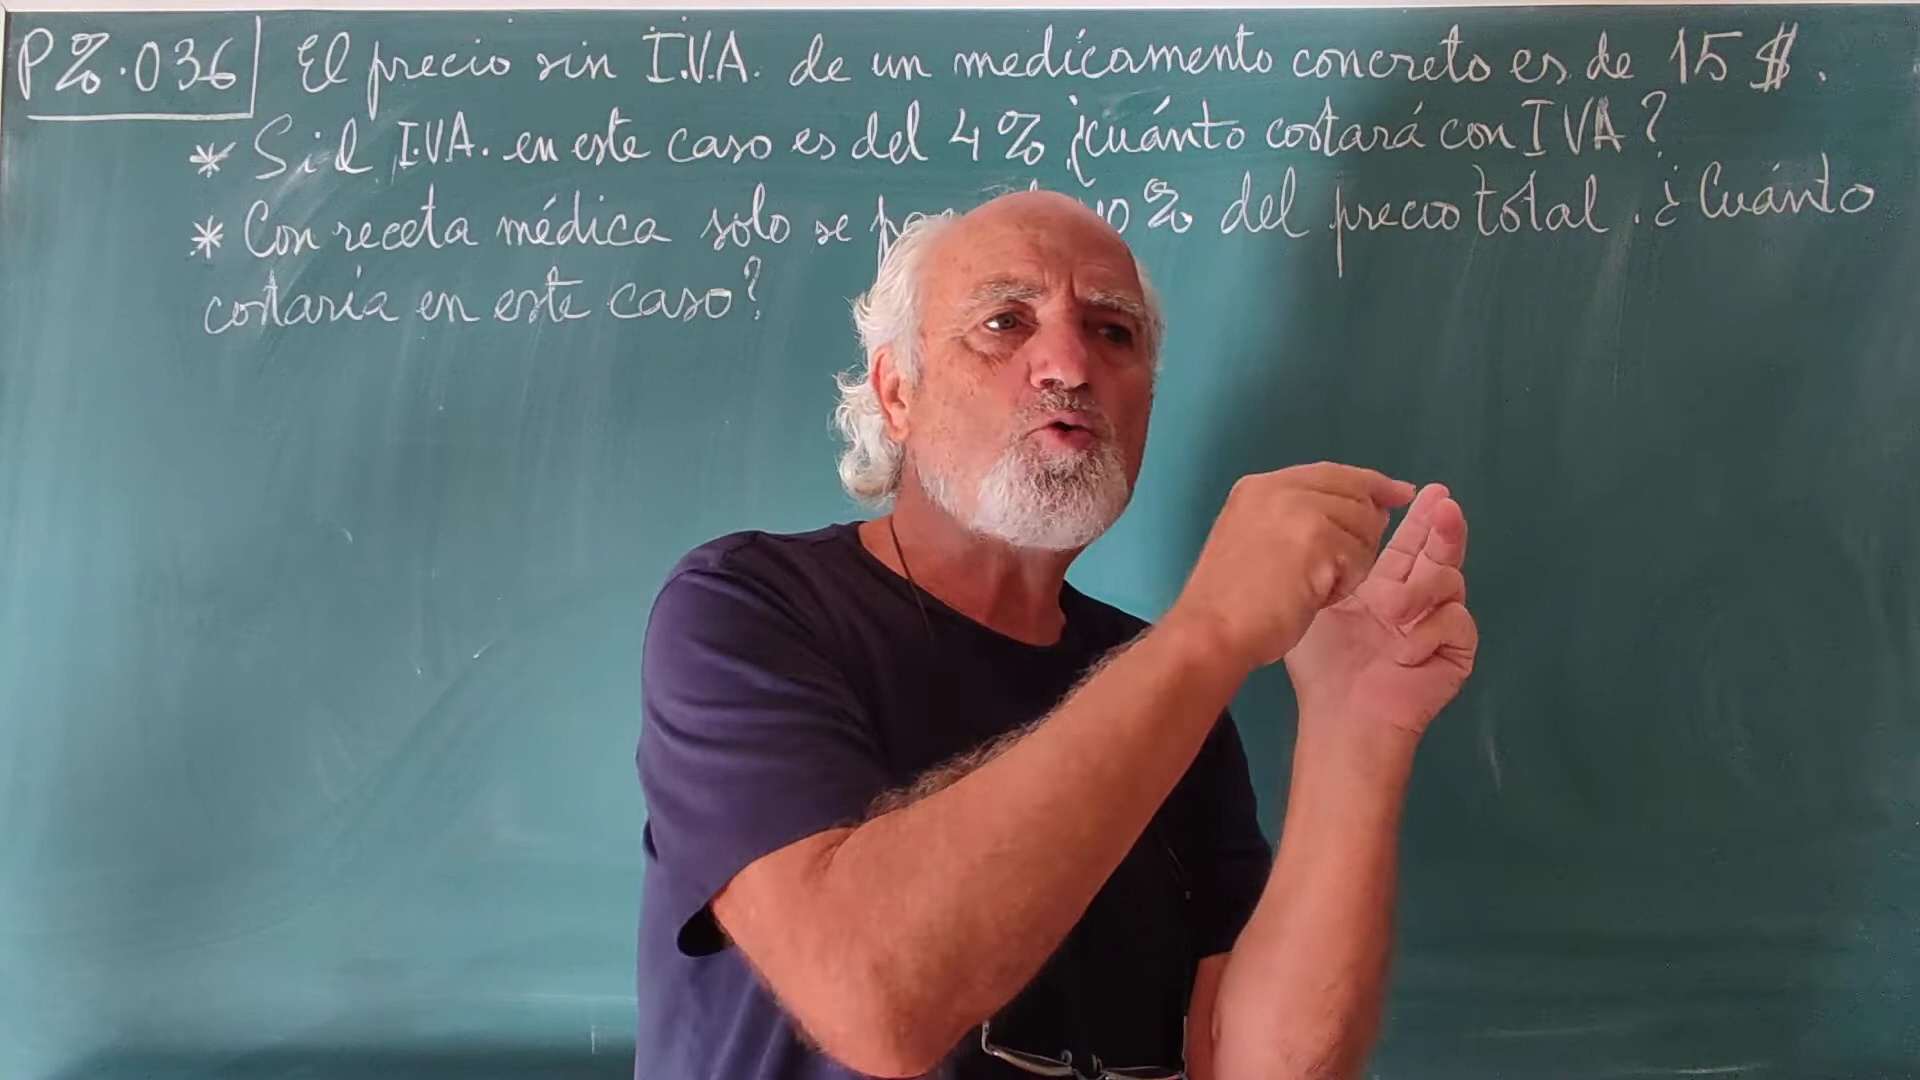 P%.036 El precio sin I.V.A. de un medicamento concreto es de 15 $.
* Si el I.VA. en este caso es del 4% ¿cuánto costará con IVA?
* Con receta médica solo se del precio total. ¿Cuánto
costaría en este caso?